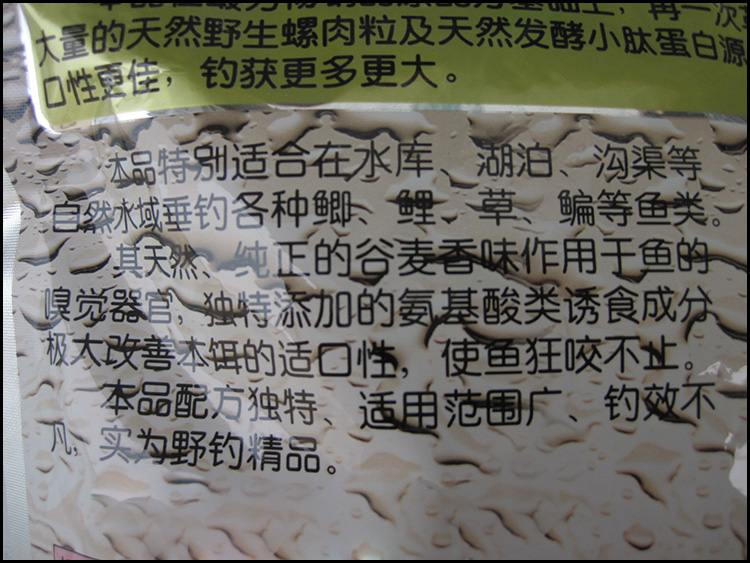 大量的天然野生螺肉粒及天然发酵小肽蛋白源
口性更佳，钓获更多更大。
本品特别适合在水库、湖泊、沟渠等
自然水域垂钓各种鲫、鲤、草、鳊等鱼类。
其天然、纯正的谷麦香味作用于鱼的
嗅觉器官,独特添加的氨基酸类诱食成分
极大改善本饵的适口性，使鱼狂咬不止。
本品配方独特、适用范围广、钓效不
凡,实为野钓精品。